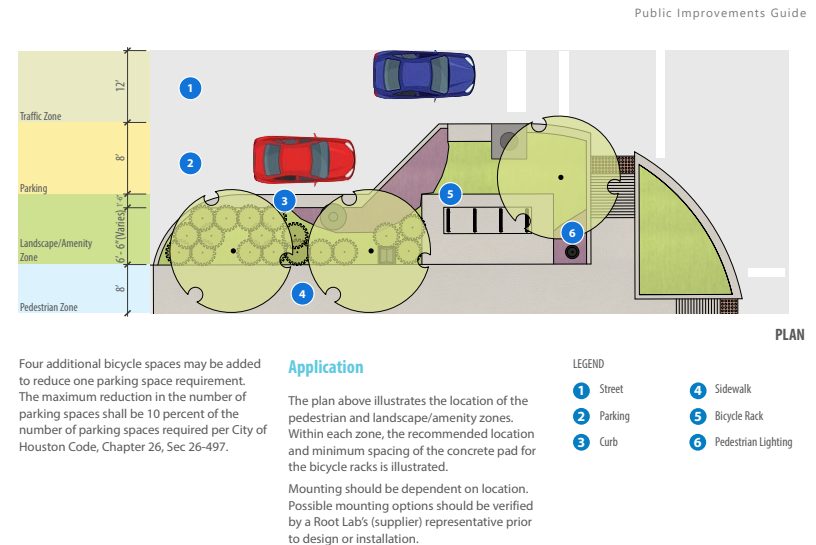 Public Improvements Guide
12'
Traffic Zone
8'
Parking
1'-6"
6' - 6" (Varies)
Landscape/Amenity
Zone
8'
Pedestrian Zone
1
2
3
4
5
6
PLAN
Four additional bicycle spaces may be added
to reduce one parking space requirement.
The maximum reduction in the number of
parking spaces shall be 10 percent of the
number of parking spaces required per City of
Houston Code, Chapter 26, Sec 26-497.
Application
The plan above illustrates the location of the
pedestrian and landscape/amenity zones.
Within each zone, the recommended location
and minimum spacing of the concrete pad for
the bicycle racks is illustrated.
Mounting should be dependent on location.
Possible mounting options should be verified
by a Root Lab's (supplier) representative prior
to design or installation.
LEGEND
1 Street
2 Parking
3 Curb
4 Sidewalk
5 Bicycle Rack
6 Pedestrian Lighting